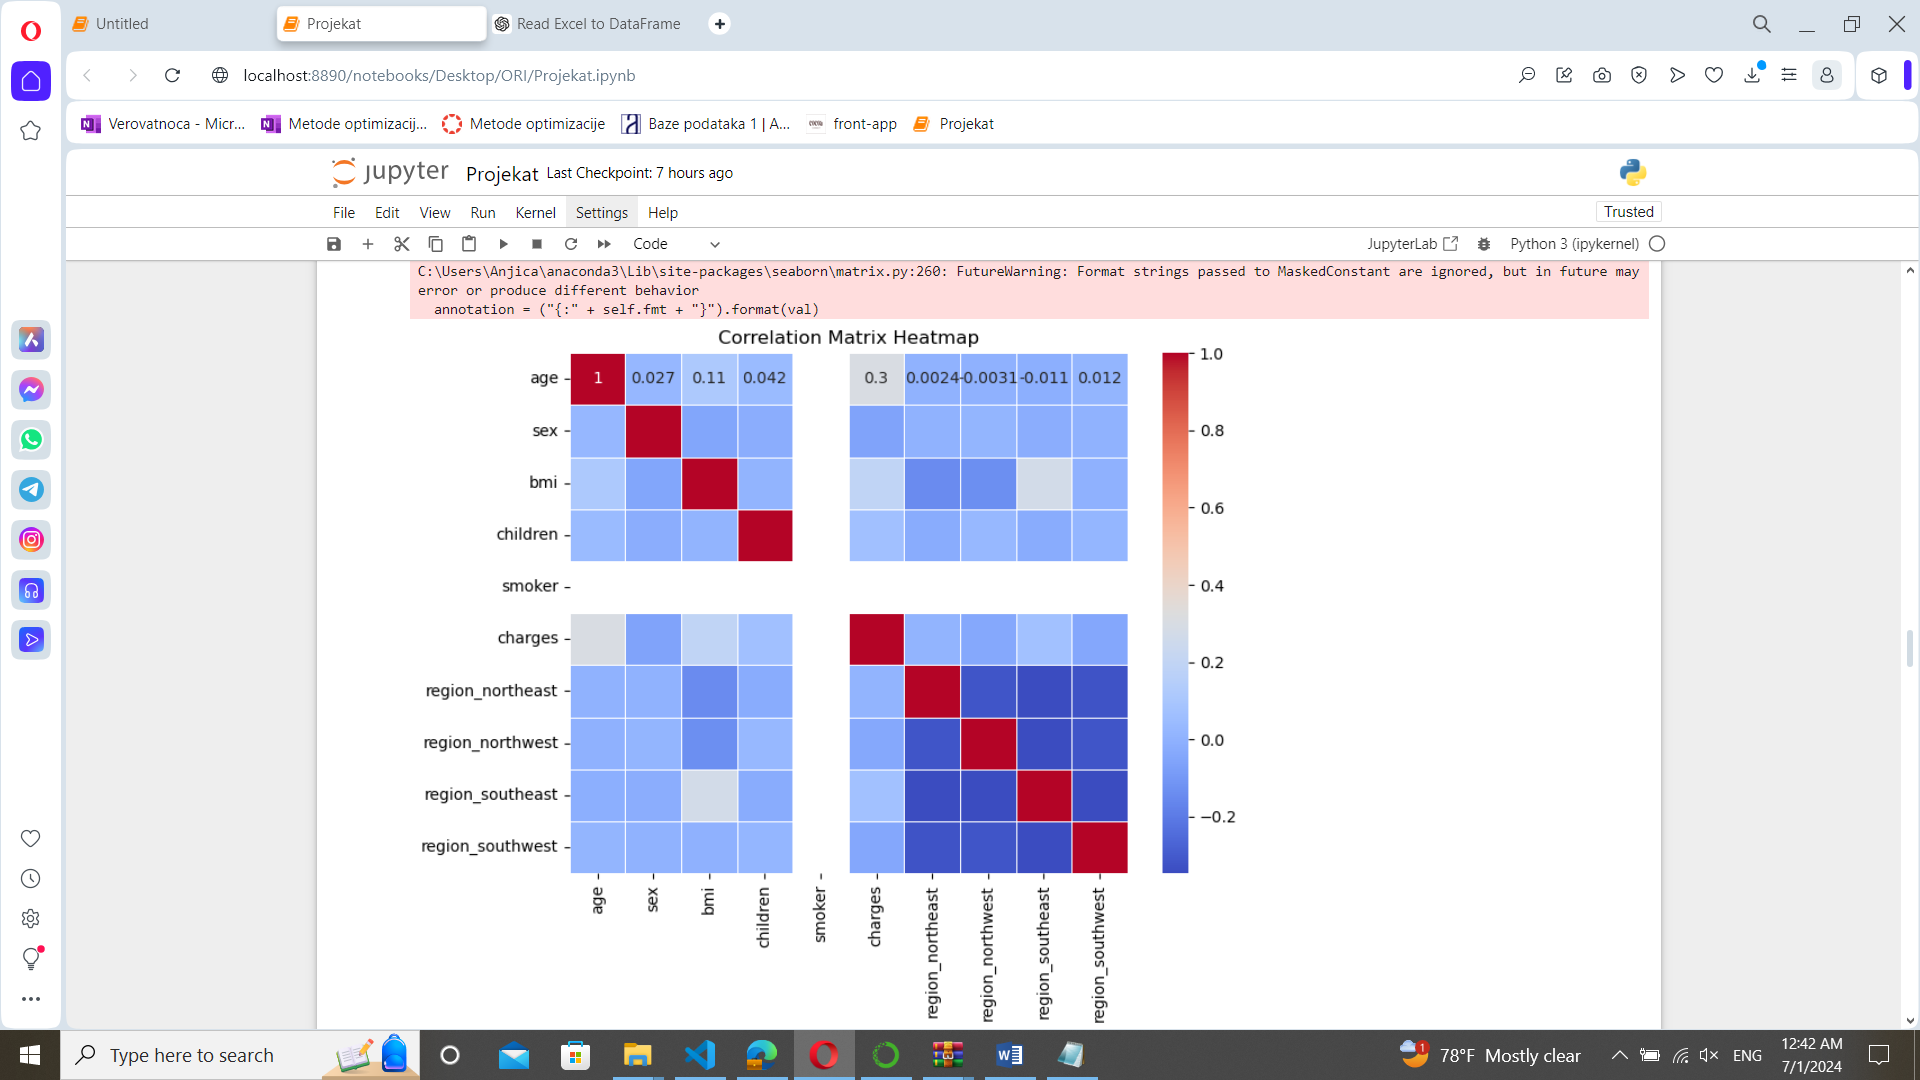 Untitled
Projekat
Read Excel to DataFrame
localhost:8890/notebooks/Desktop/ORI/Projekat.ipynb
Verovatnoca - Micr...
Metode optimizacij...
Metode optimizacije
Baze podataka 1 | A...
front-app
Projekat
jupyter Projekat Last Checkpoint: 7 hours ago
File Edit View Run Kernel Settings Help
Trusted
Code
JupyterLab
Python 3 (ipykernel)
C:\Users\Anjica\anaconda3\Lib\site-packages\seaborn\matrix.py:260: FutureWarning: Format strings passed to MaskedConstant are ignored, but in future may
error or produce different behavior
annotation = ("{:" + self.fmt + "}").format(val)
Correlation Matrix Heatmap
age
1 0.027 0.11 0.042 0.3 0.0024 -0.0031 -0.011 0.012
sex
bmi
children
smoker
charges
region_northeast
region_northwest
region_southeast
region_southwest
age
sex
bmi
children
smoker
charges
region_northeast
region_northwest
region_southeast
region_southwest
1.0
0.8
0.6
0.4
0.2
0.0
−0.2
Type here to search
1
78°F Mostly clear
ENG
12:42 AM
7/1/2024